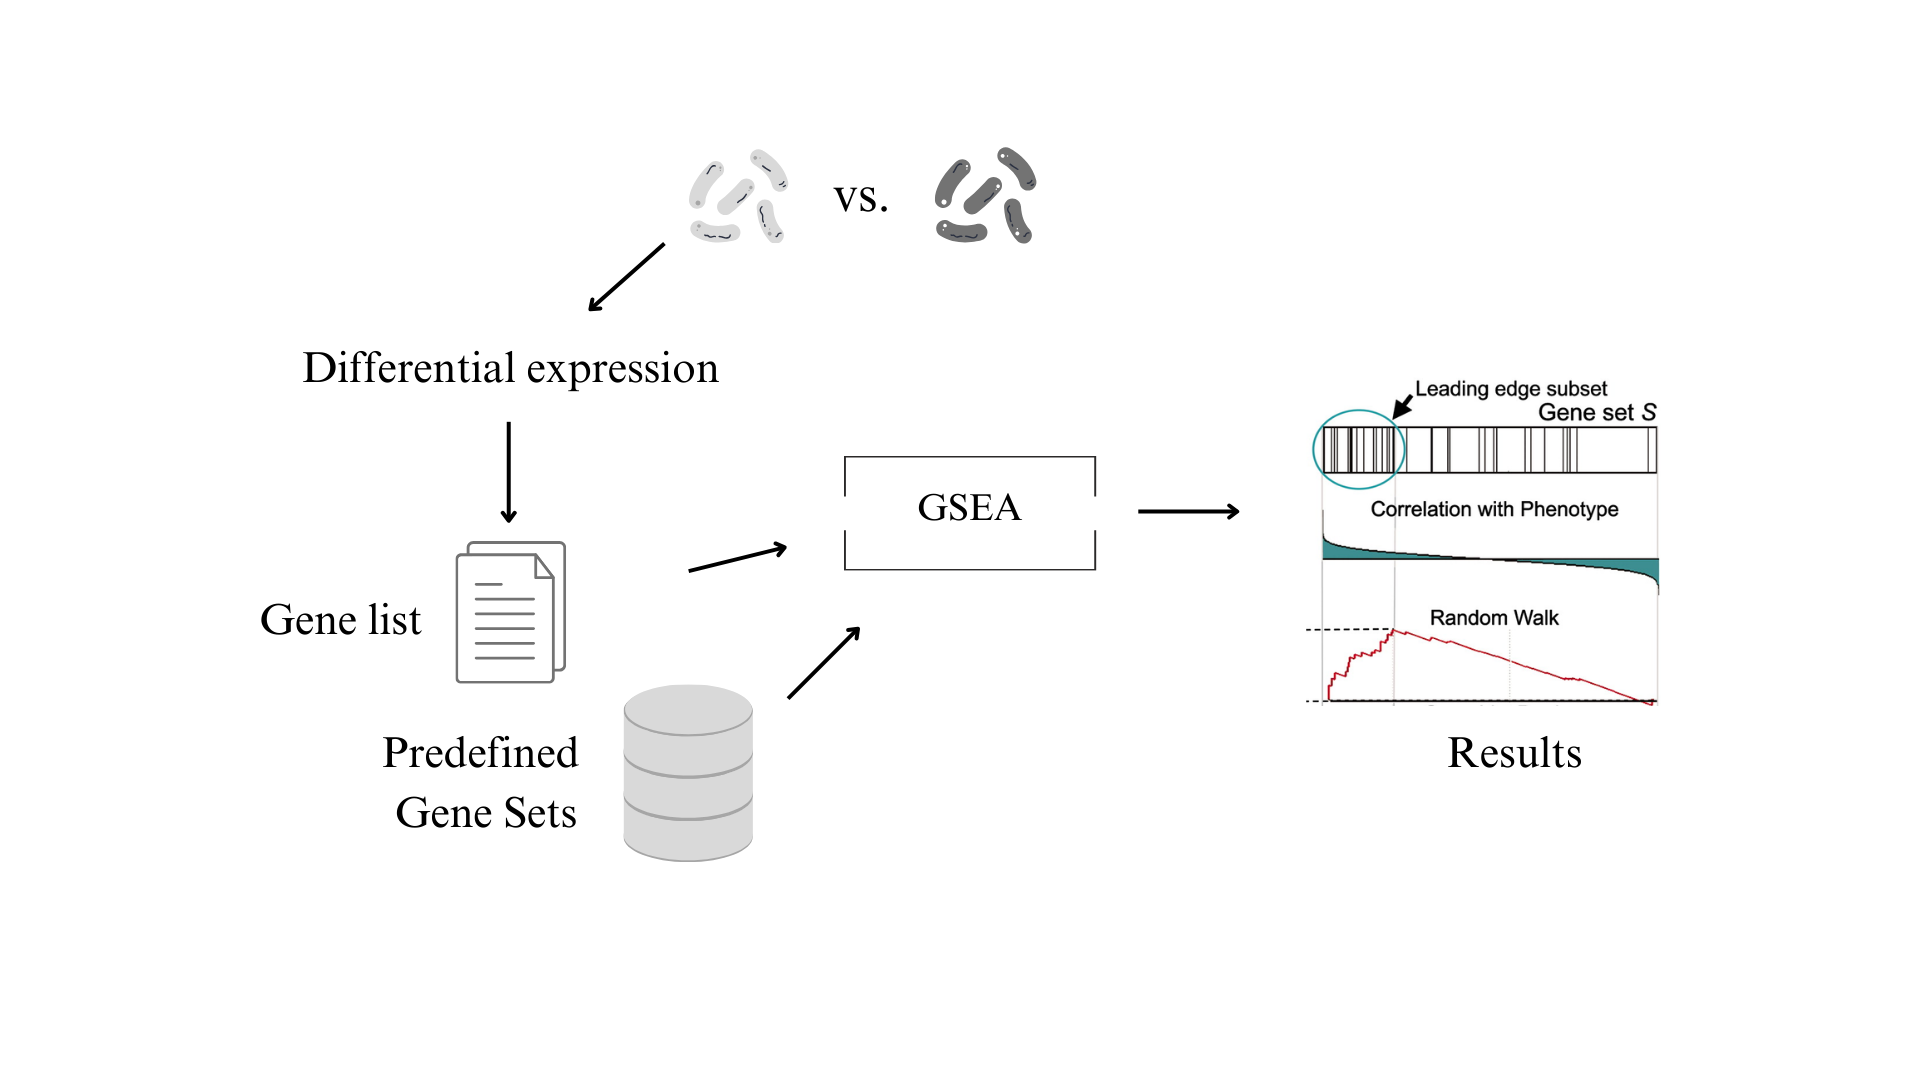 vs.
Differential expression
Gene list
Predefined
Gene Sets
GSEA
Leading edge subset
Gene set S
Correlation with Phenotype
Random Walk
Results